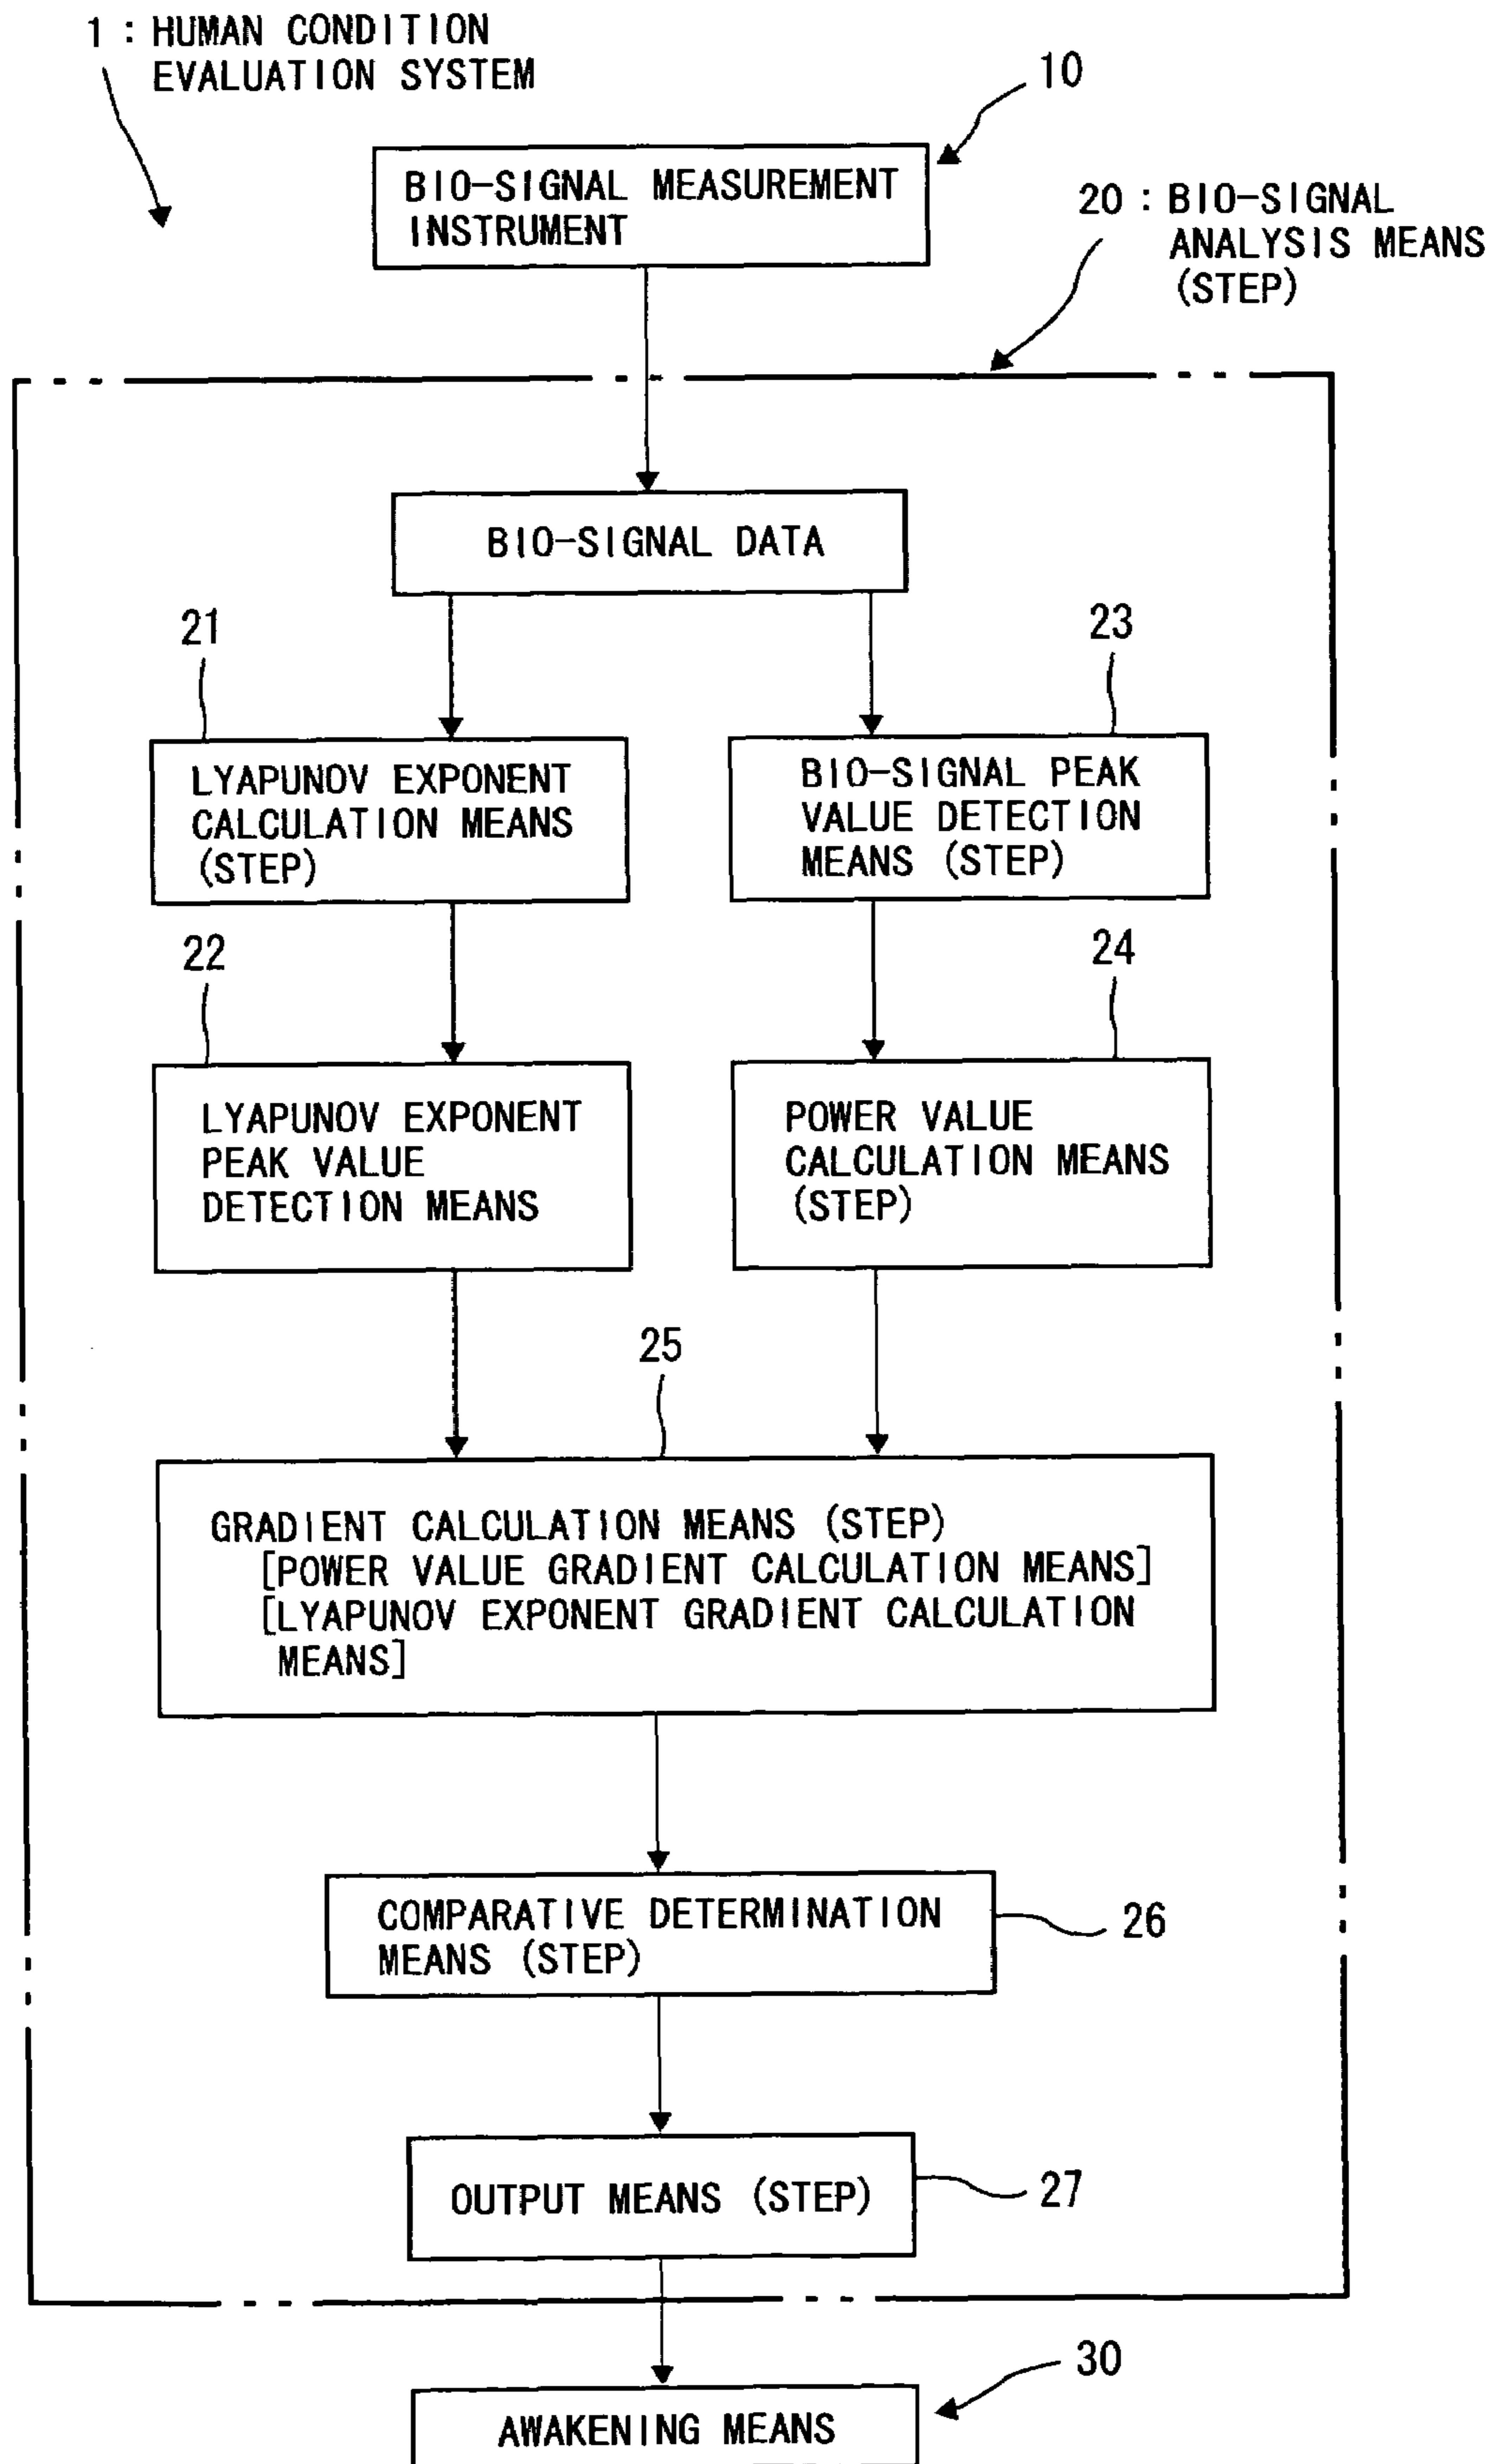 1 : HUMAN CONDITION
EVALUATION SYSTEM
10
BIO-SIGNAL MEASUREMENT
INSTRUMENT
20 : BIO-SIGNAL
ANALYSIS MEANS
(STEP)
BIO-SIGNAL DATA
21
23
LYAPUNOV EXPONENT
CALCULATION MEANS
(STEP)
BIO-SIGNAL PEAK
VALUE DETECTION
MEANS (STEP)
22
24
LYAPUNOV EXPONENT
PEAK VALUE
DETECTION MEANS
POWER VALUE
CALCULATION MEANS
(STEP)
25
GRADIENT CALCULATION MEANS (STEP)
[POWER VALUE GRADIENT CALCULATION MEANS]
[LYAPUNOV EXPONENT GRADIENT CALCULATION
MEANS]
COMPARATIVE DETERMINATION
MEANS (STEP)
26
OUTPUT MEANS (STEP)
27
30
AWAKENING MEANS